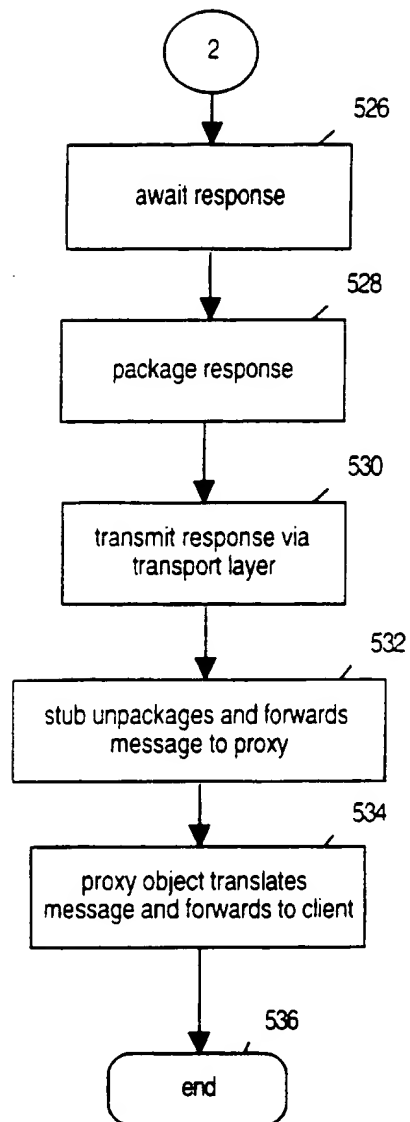 2
526
await response
528
package response
530
transmit response via
transport layer
532
stub unpackages and forwards
message to proxy
534
proxy object translates
message and forwards to client
536
end